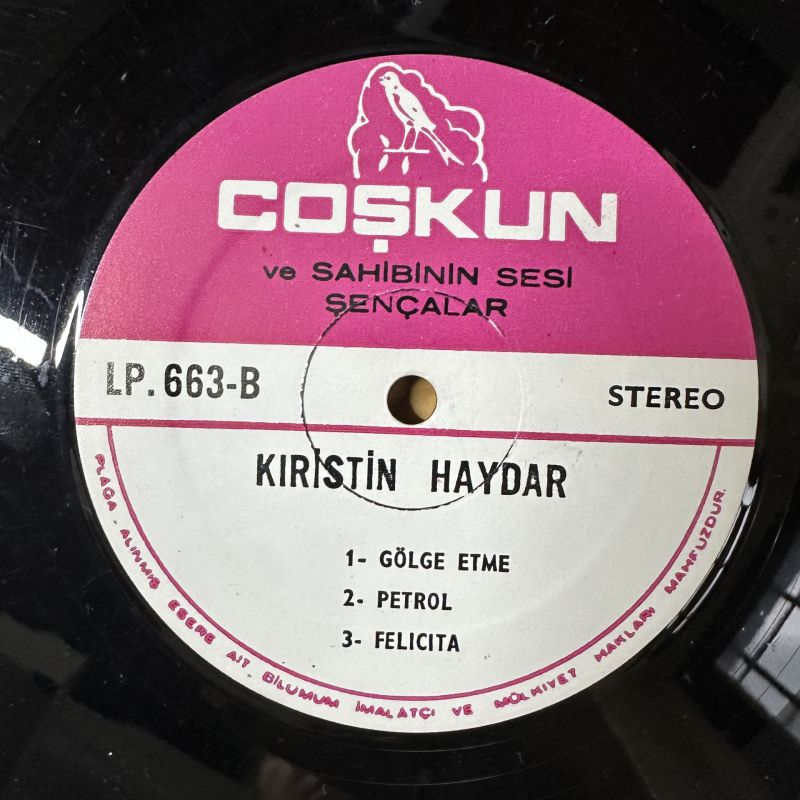 COŞKUN
ve SAHİBİNİN SESİ
ŞENÇALAR
LP. 663-B
STEREO
KIRİSTİN HAYDAR
1- GÖLGE ETME
2- PETROL
3- FELICITA
PLAĞA ALINMIŞ ESERE AİT BİLUMUM İMALATÇI VE MÜLKİYET HAKLARI MAHFUZDUR.